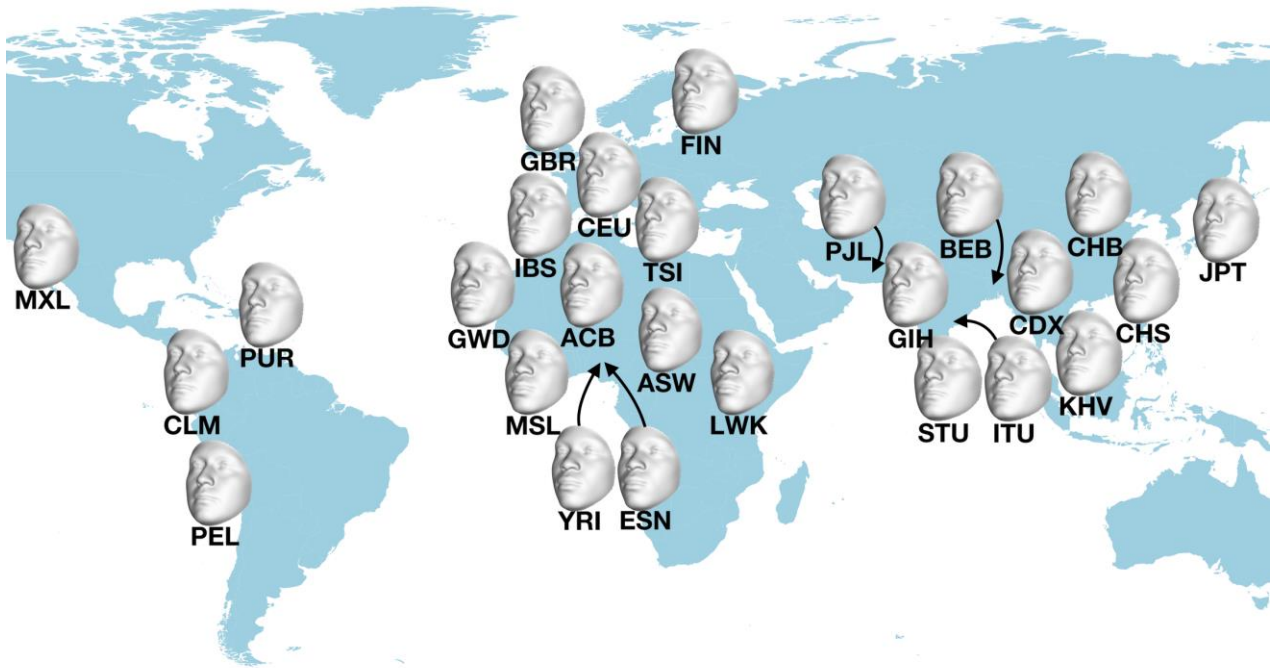 FIN
GBR
CEU
PJL
BEB
CHB
IBS
TSI
JPT
MXL
GWD
ACB
GIH
CDX
CHS
PUR
ASW
CLM
MSL
LWK
STU
ITU
KHV
PEL
YRI
ESN